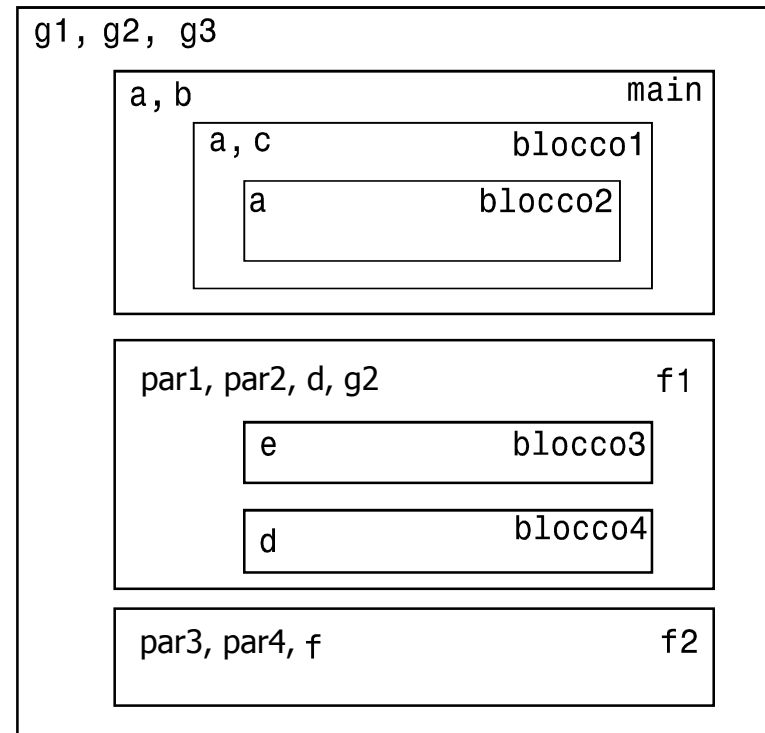 g1, g2, g3
a, b main
a, c blocco1
a blocco2
par1, par2, d, g2 f1
e blocco3
d blocco4
par3, par4, f f2